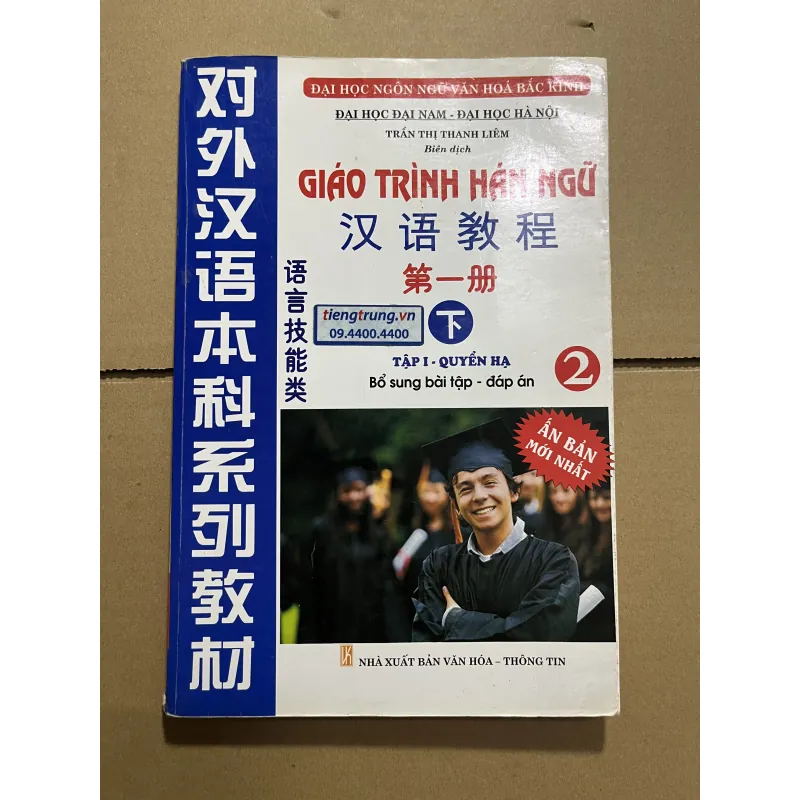 对外汉语本科系列教材
ĐẠI HỌC NGÔN NGỮ VĂN HOÁ BẮC KINH
ĐẠI HỌC ĐẠI NAM - ĐẠI HỌC HÀ NỘI
TRẦN THỊ THANH LIÊM
Biên dịch
GIÁO TRÌNH HÁN NGỮ
汉语教程
第一册
语言技能类
tiengtrung.vn
09.4400.4400
下
TẬP I - QUYỂN HẠ
2
Bổ sung bài tập - đáp án
ẤN BẢN
MỚI NHẤT
NHÀ XUẤT BẢN VĂN HÓA – THÔNG TIN